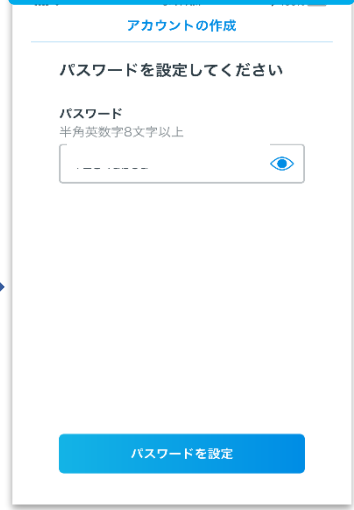 アカウントの作成
パスワードを設定してください
パスワード
半角英数字8文字以上
パスワードを設定